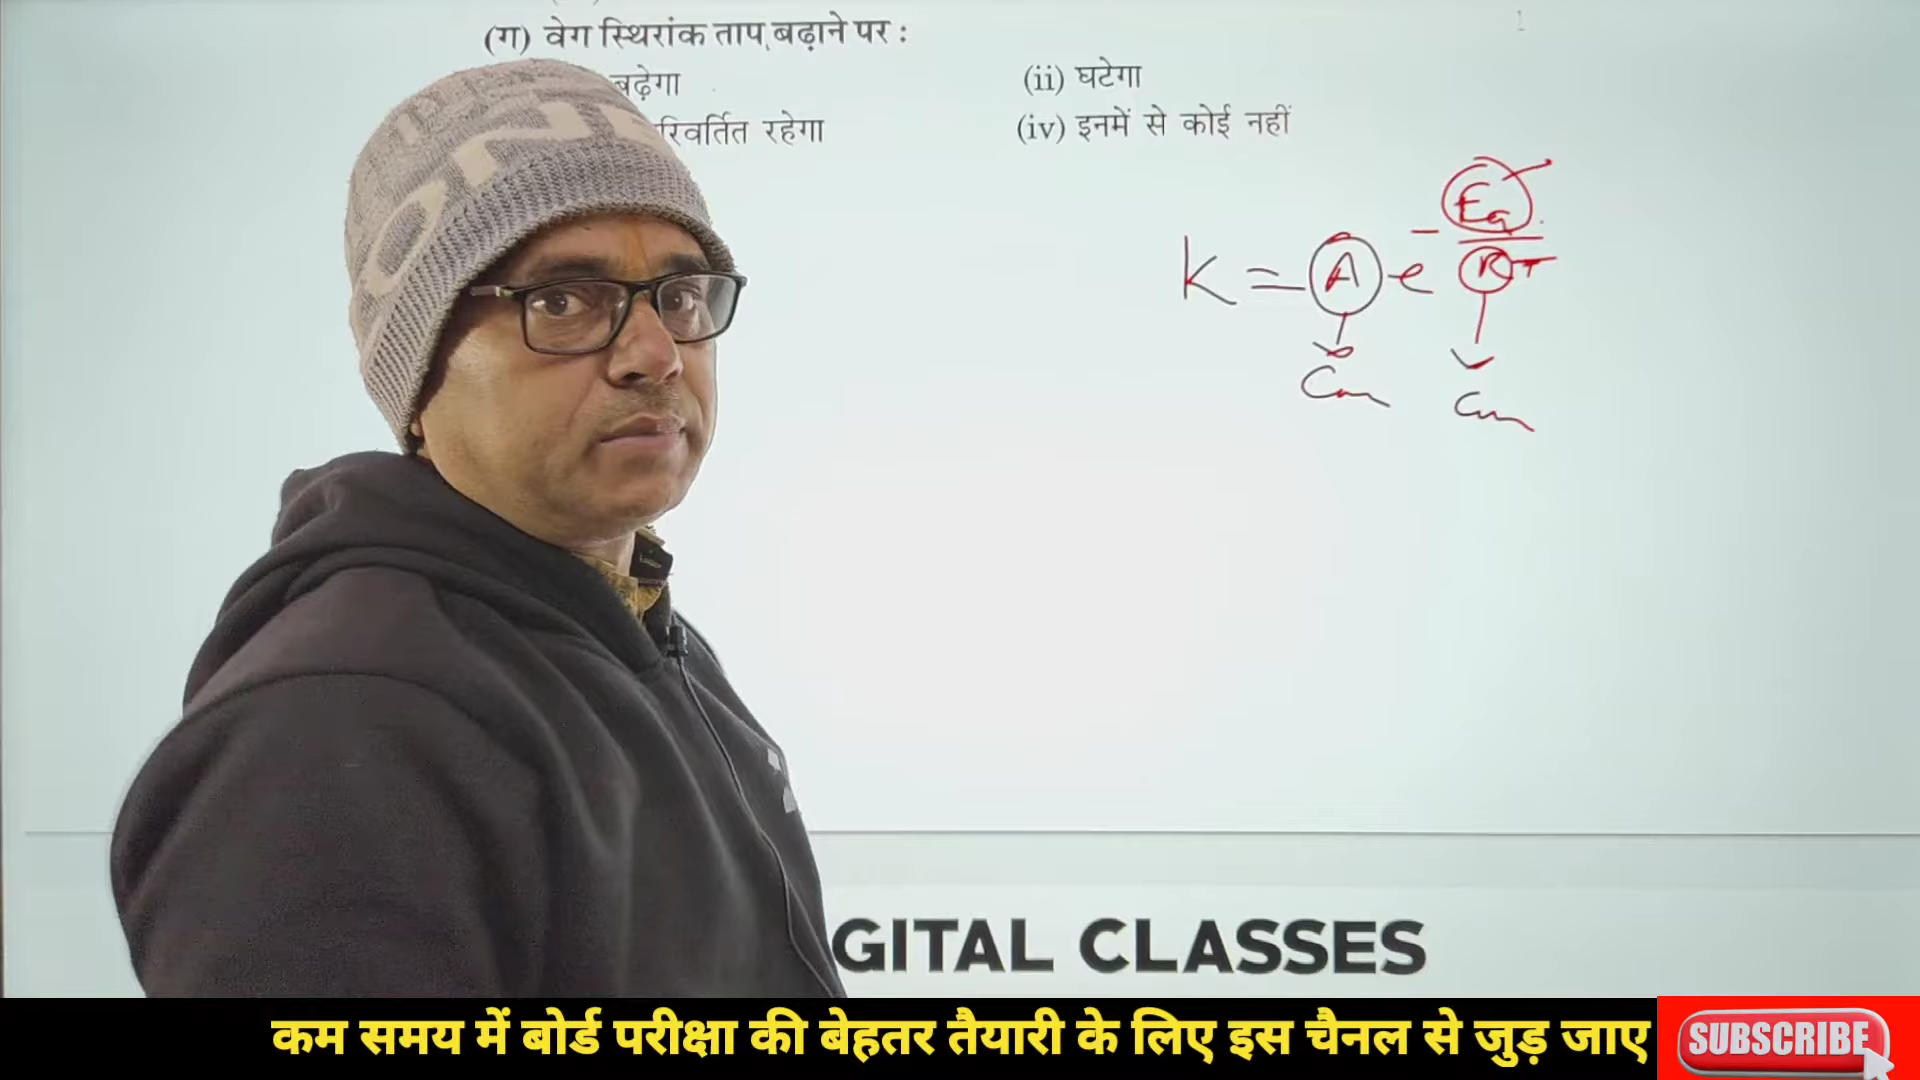 (ग) वेग स्थिरांक ताप बढ़ाने पर :
बढ़ेगा
(ii) घटेगा
रिवर्तित रहेगा
(iv) इनमें से कोई नहीं
K = A e - Ea / RT
GITAL CLASSES
कम समय में बोर्ड परीक्षा की बेहतर तैयारी के लिए इस चैनल से जुड़ जाए
SUBSCRIBE